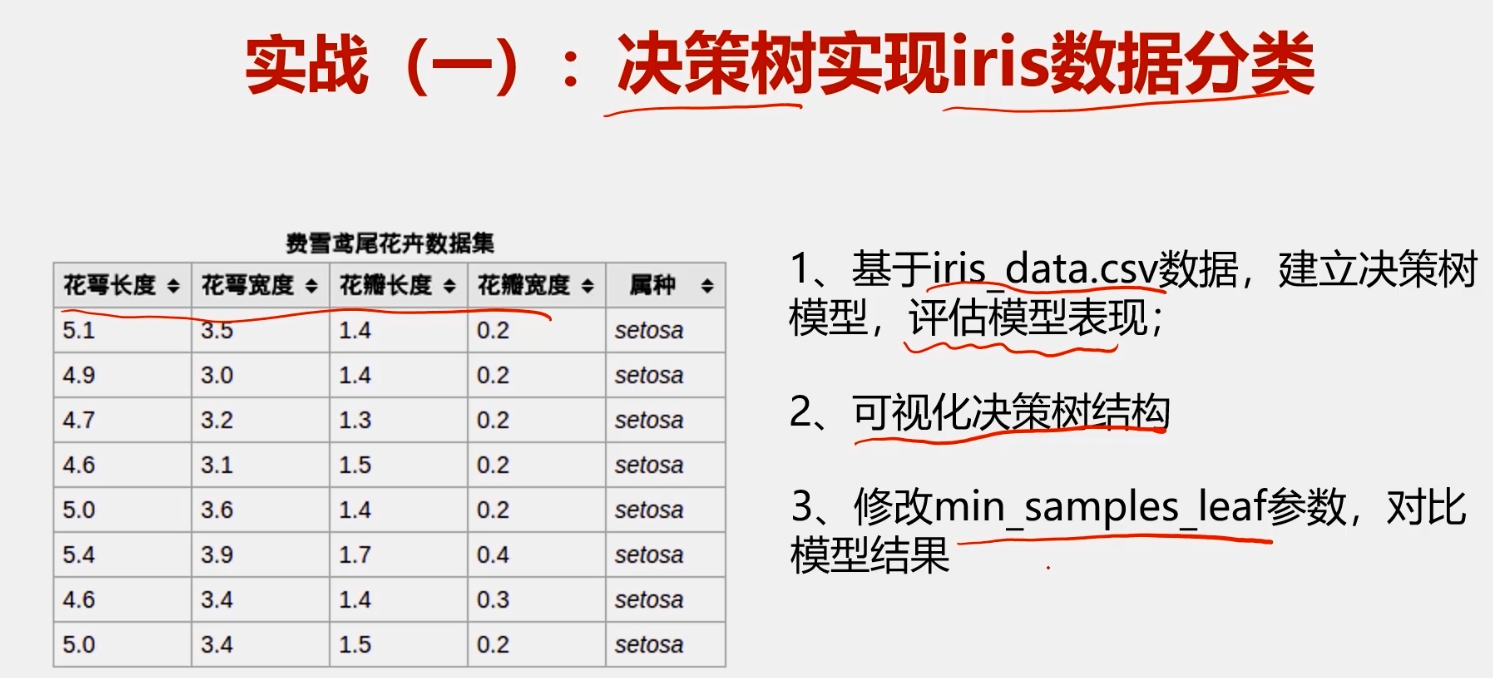 实战（一）：决策树实现iris数据分类
费雪鸢尾花卉数据集
花萼长度 花萼宽度 花瓣长度 花瓣宽度 属种
5.1 3.5 1.4 0.2 setosa
4.9 3.0 1.4 0.2 setosa
4.7 3.2 1.3 0.2 setosa
4.6 3.1 1.5 0.2 setosa
5.0 3.6 1.4 0.2 setosa
5.4 3.9 1.7 0.4 setosa
4.6 3.4 1.4 0.3 setosa
5.0 3.4 1.5 0.2 setosa
1、基于iris_data.csv数据，建立决策树
模型，评估模型表现；
2、可视化决策树结构
3、修改min_samples_leaf参数，对比
模型结果